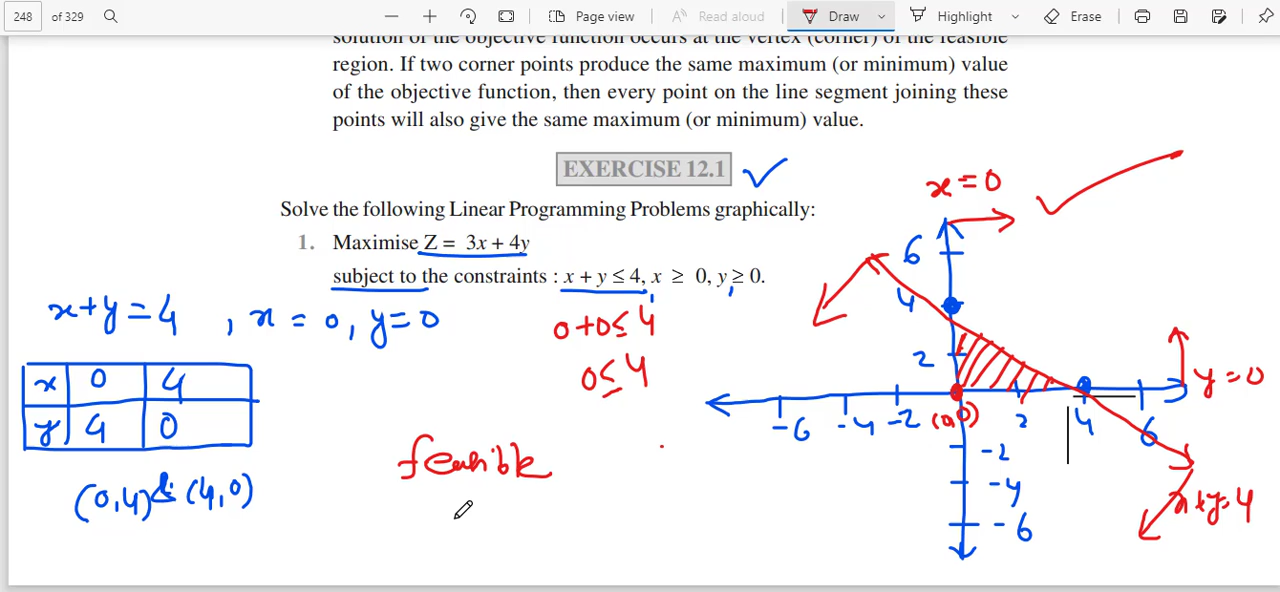 248 of 329 Page view Read aloud Draw Highlight Erase
solution of the objective function occurs at the vertex (corner) of the feasible
region. If two corner points produce the same maximum (or minimum) value
of the objective function, then every point on the line segment joining these
points will also give the same maximum (or minimum) value.
EXERCISE 12.1
Solve the following Linear Programming Problems graphically:
1. Maximise Z = 3x + 4y
subject to the constraints : x + y ≤ 4, x ≥ 0, y ≥ 0.
x+y=4, x=0, y=0
x 0 4
y 4 0
(0,4) & (4,0)
0+0≤4
0≤4
feasible
x=0
6
4
2
y=0
-6 -4 -2 (0,0) 2 4 6
-2
-4
-6
x+y=4